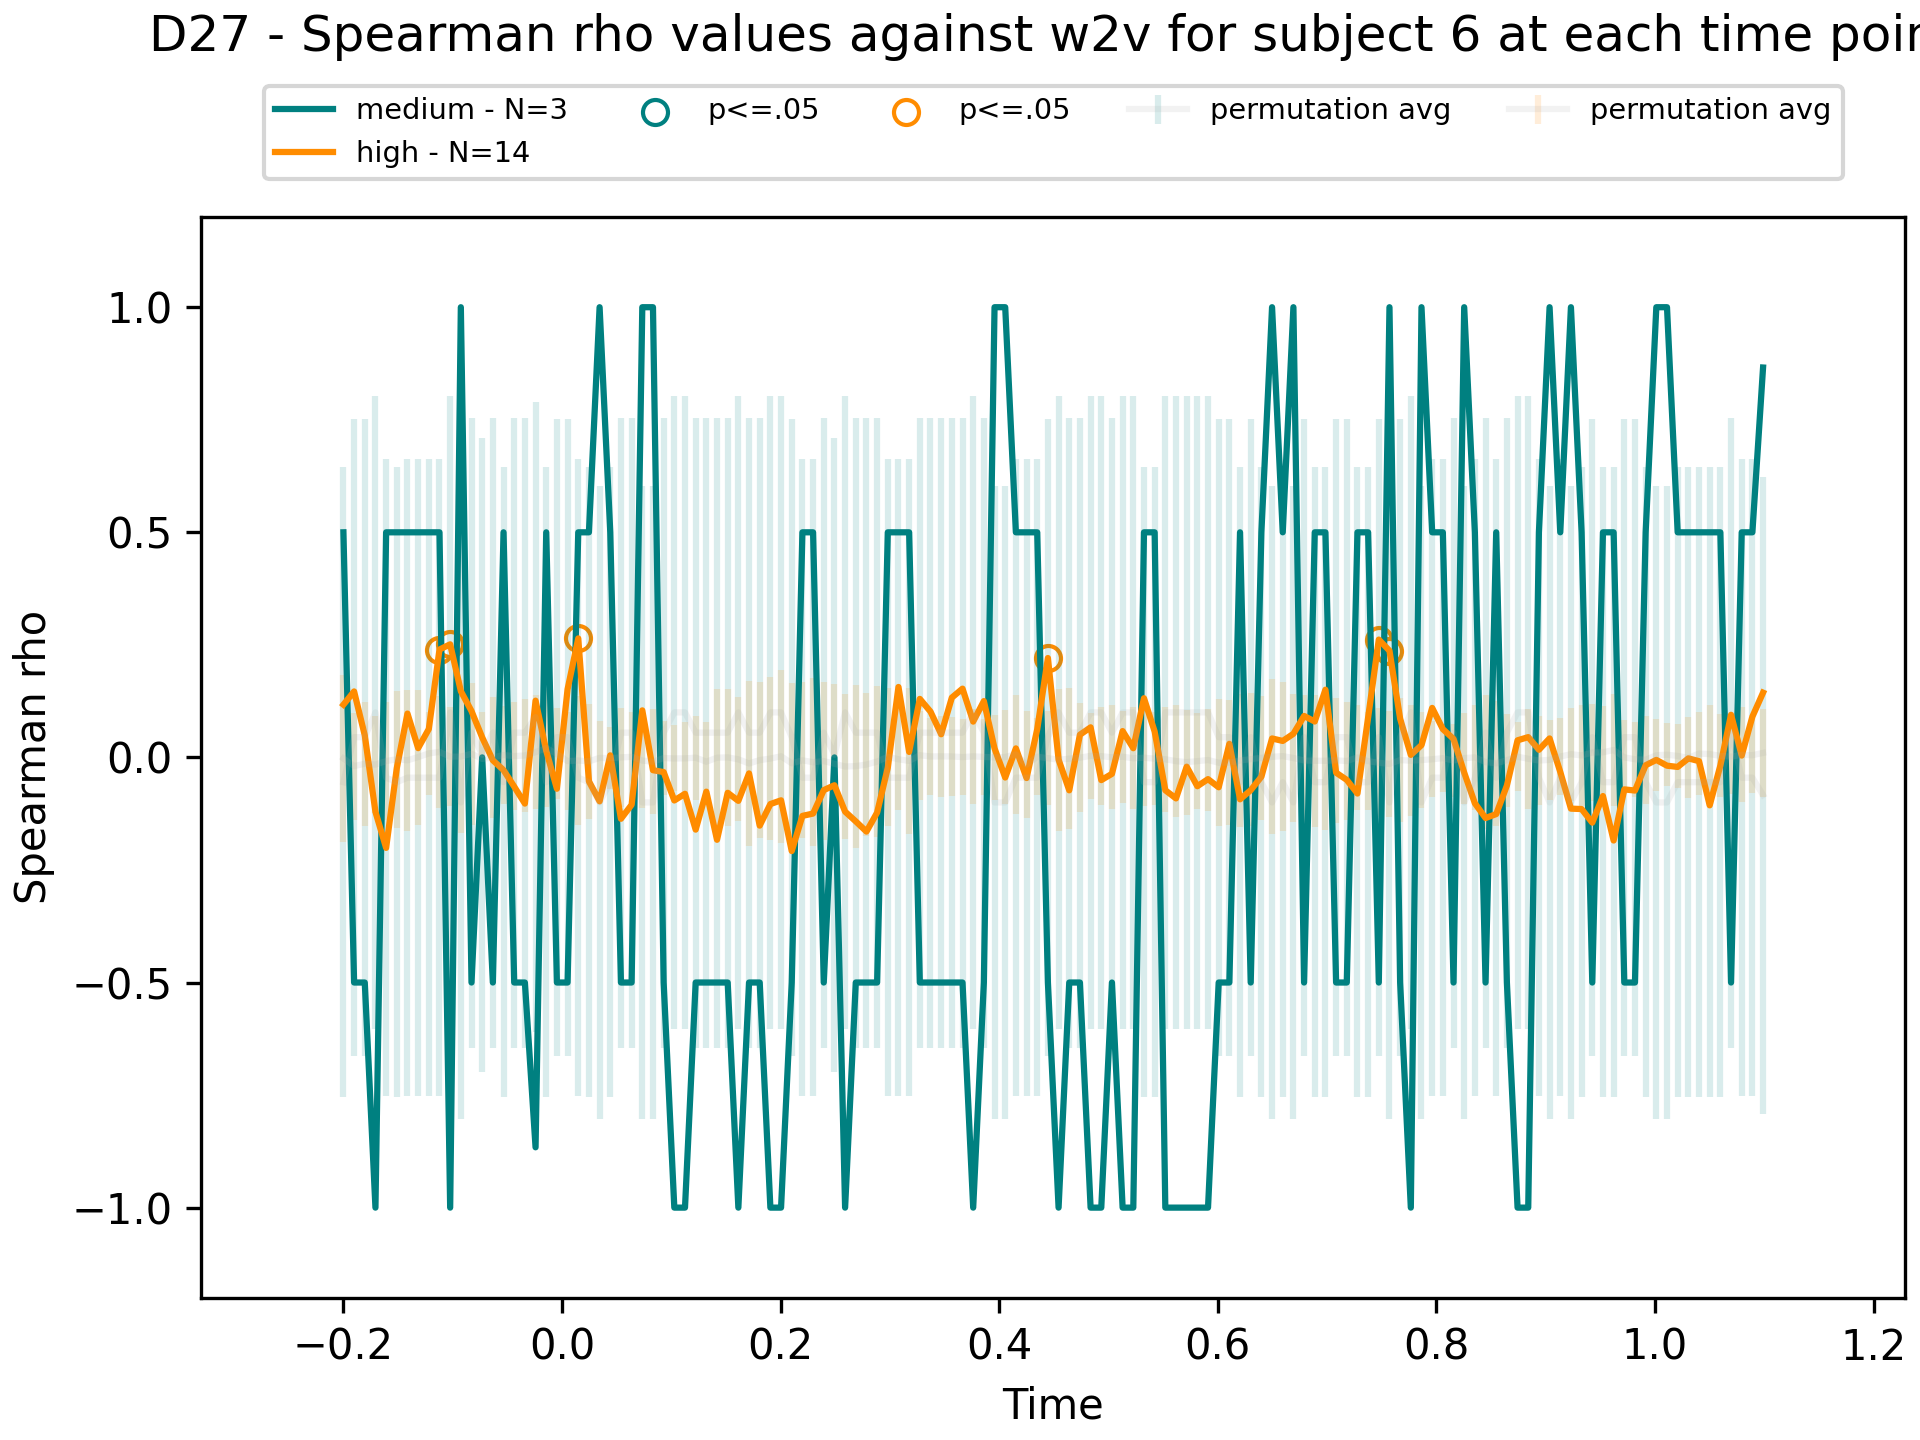 D27 - Spearman rho values against w2v for subject 6 at each time poin
medium - N=3
high - N=14
p<=.05
p<=.05
permutation avg
permutation avg
Spearman rho
1.0
0.5
0.0
−0.5
−1.0
−0.2 0.0 0.2 0.4 0.6 0.8 1.0 1.2
Time